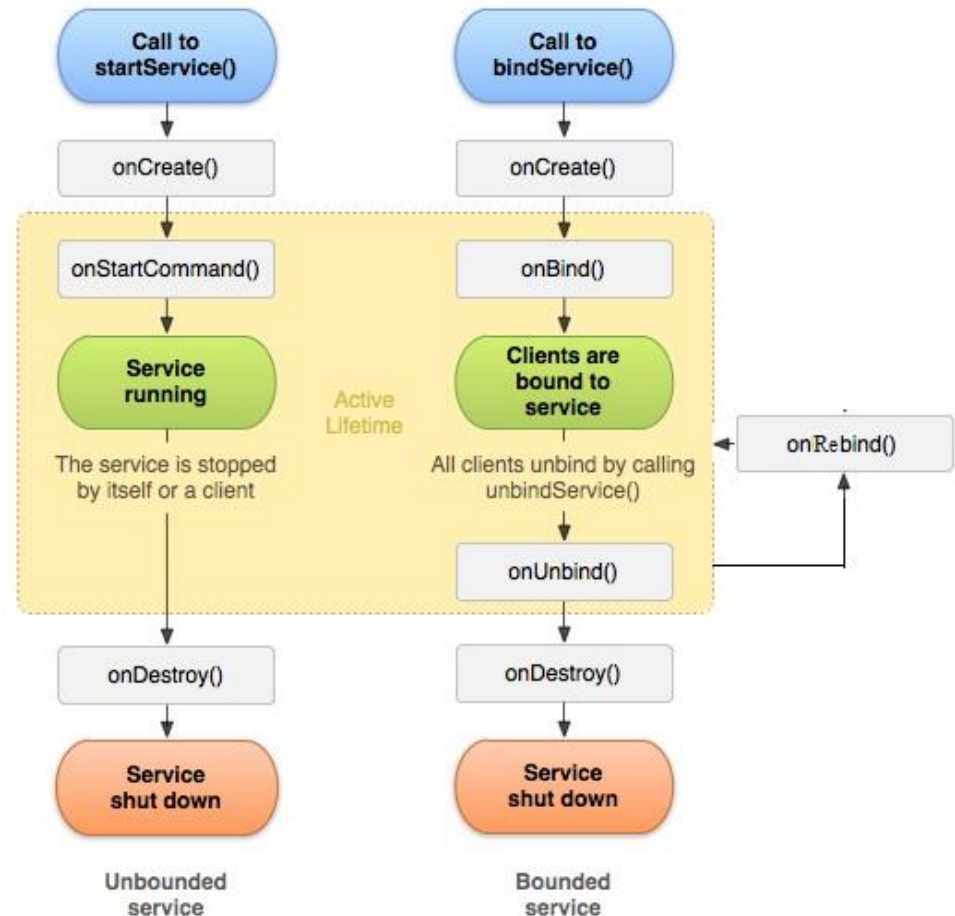 Call to
startService()
onCreate()
onStartCommand()
Service
running
The service is stopped
by itself or a client
onDestroy()
Service
shut down
Unbounded
service
Active
Lifetime
Call to
bindService()
onCreate()
onBind()
Clients are
bound to
service
All clients unbind by calling
unbindService()
onUnbind()
onRebind()
onDestroy()
Service
shut down
Bounded
service